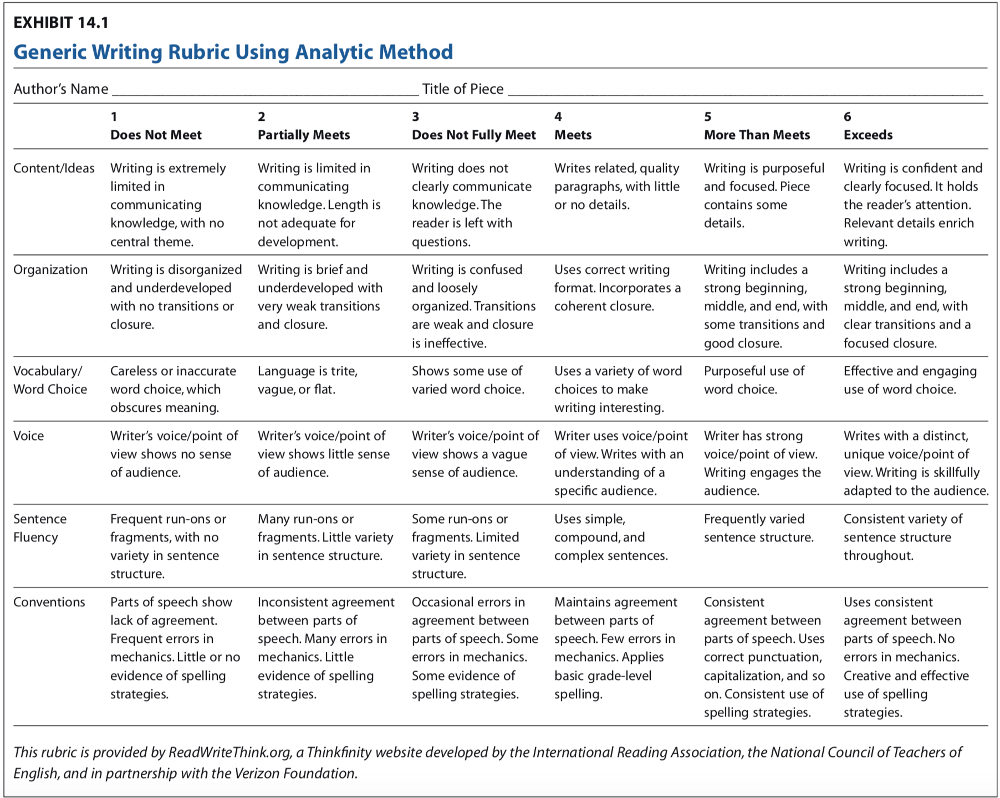 EXHIBIT 14.1
Generic Writing Rubric Using Analytic Method
Author's Name Title of Piece
1 2 3 4 5 6
Does Not Meet Partially Meets Does Not Fully Meet Meets More Than Meets Exceeds
Content/Ideas
Writing is extremely
limited in
communicating
knowledge, with no
central theme.
Writing is limited in
communicating
knowledge. Length is
not adequate for
development.
Writing does not
clearly communicate
knowledge. The
reader is left with
questions.
Writes related, quality
paragraphs, with little
or no details.
Writing is purposeful
and focused. Piece
contains some
details.
Writing is confident and
clearly focused. It holds
the reader's attention.
Relevant details enrich
writing.
Organization
Writing is disorganized
and underdeveloped
with no transitions or
closure.
Writing is brief and
underdeveloped with
very weak transitions
and closure.
Writing is confused
and loosely
organized. Transitions
are weak and closure
is ineffective.
Uses correct writing
format. Incorporates a
coherent closure.
Writing includes a
strong beginning,
middle, and end, with
some transitions and
good closure.
Writing includes a
strong beginning,
middle, and end, with
clear transitions and a
focused closure.
Vocabulary/
Word Choice
Careless or inaccurate
word choice, which
obscures meaning.
Language is trite,
vague, or flat.
Shows some use of
varied word choice.
Uses a variety of word
choices to make
writing interesting.
Purposeful use of
word choice.
Effective and engaging
use of word choice.
Voice
Writer's voice/point of
view shows no sense
of audience.
Writer's voice/point of
view shows little sense
of audience.
Writer's voice/point of
view shows a vague
sense of audience.
Writer uses voice/point
of view. Writes with an
understanding of a
specific audience.
Writer has strong
voice/point of view.
Writing engages the
audience.
Writes with a distinct,
unique voice/point of
view. Writing is skillfully
adapted to the audience.
Sentence
Fluency
Frequent run-ons or
fragments, with no
variety in sentence
structure.
Many run-ons or
fragments. Little variety
in sentence structure.
Some run-ons or
fragments. Limited
variety in sentence
structure.
Uses simple,
compound, and
complex sentences.
Frequently varied
sentence structure.
Consistent variety of
sentence structure
throughout.
Conventions
Parts of speech show
lack of agreement.
Frequent errors in
mechanics. Little or no
evidence of spelling
strategies.
Inconsistent agreement
between parts of
speech. Many errors in
mechanics. Little
evidence of spelling
strategies.
Occasional errors in
agreement between
parts of speech. Some
errors in mechanics.
Some evidence of
spelling strategies.
Maintains agreement
between parts of
speech. Few errors in
mechanics. Applies
basic grade-level
spelling.
Consistent
agreement between
parts of speech. Uses
correct punctuation,
capitalization, and so
on. Consistent use of
spelling strategies.
Uses consistent
agreement between
parts of speech. No
errors in mechanics.
Creative and effective
use of spelling
strategies.
This rubric is provided by ReadWriteThink.org, a Thinkfinity website developed by the International Reading Association, the National Council of Teachers of
English, and in partnership with the Verizon Foundation.